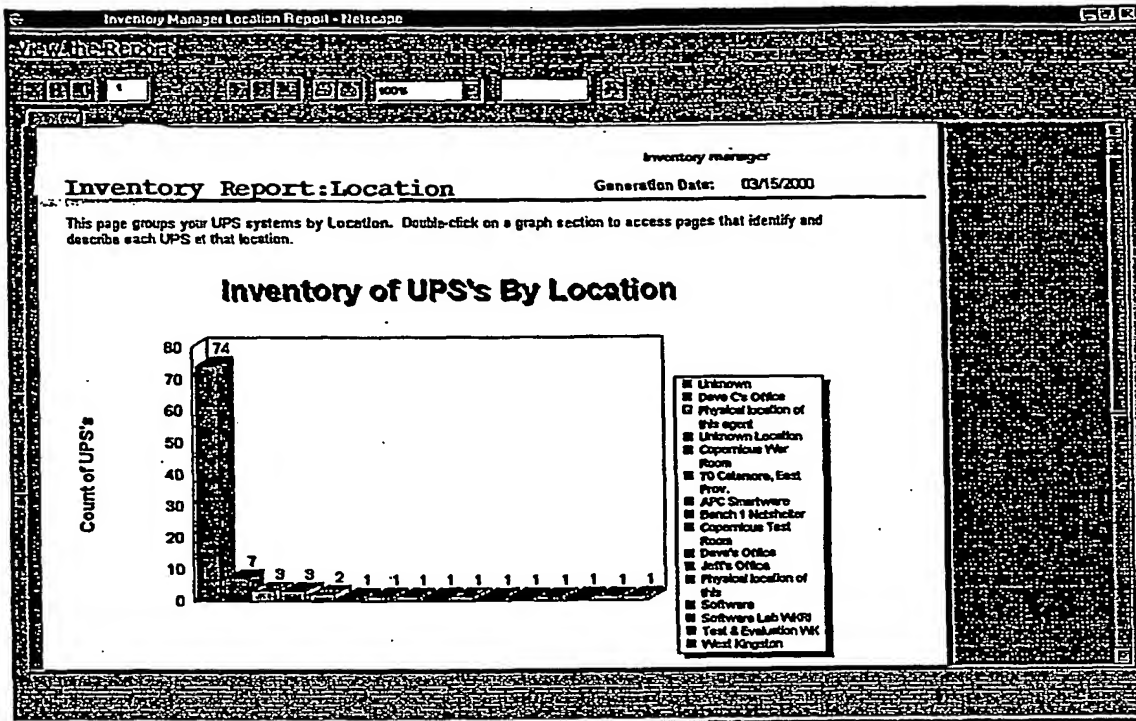 Inventory Manager Location Report - Netscape
View the Report
1
100%
Preview
Inventory manager
Inventory Report:Location
Generation Date: 03/15/2000
This page groups your UPS systems by Location. Double-click on a graph section to access pages that identify and
describe each UPS at that location.
Inventory of UPS's By Location
Count of UPS's
80
70
60
50
40
30
20
10
0
74
7
3
3
2
1
1
1
1
1
1
1
1
1
1
1
Unknown
Dave C's Office
Physical location of
this agent
Unknown Location
Copernicus War
Room
70 Catamore, East
Prov.
APC Smartware
Bench 1 Netshelter
Copernicus Test
Room
Dave's Office
Jeff's Office
Physical location of
this
Software
Software Lab WKRI
Test & Evaluation WK
West Kingston